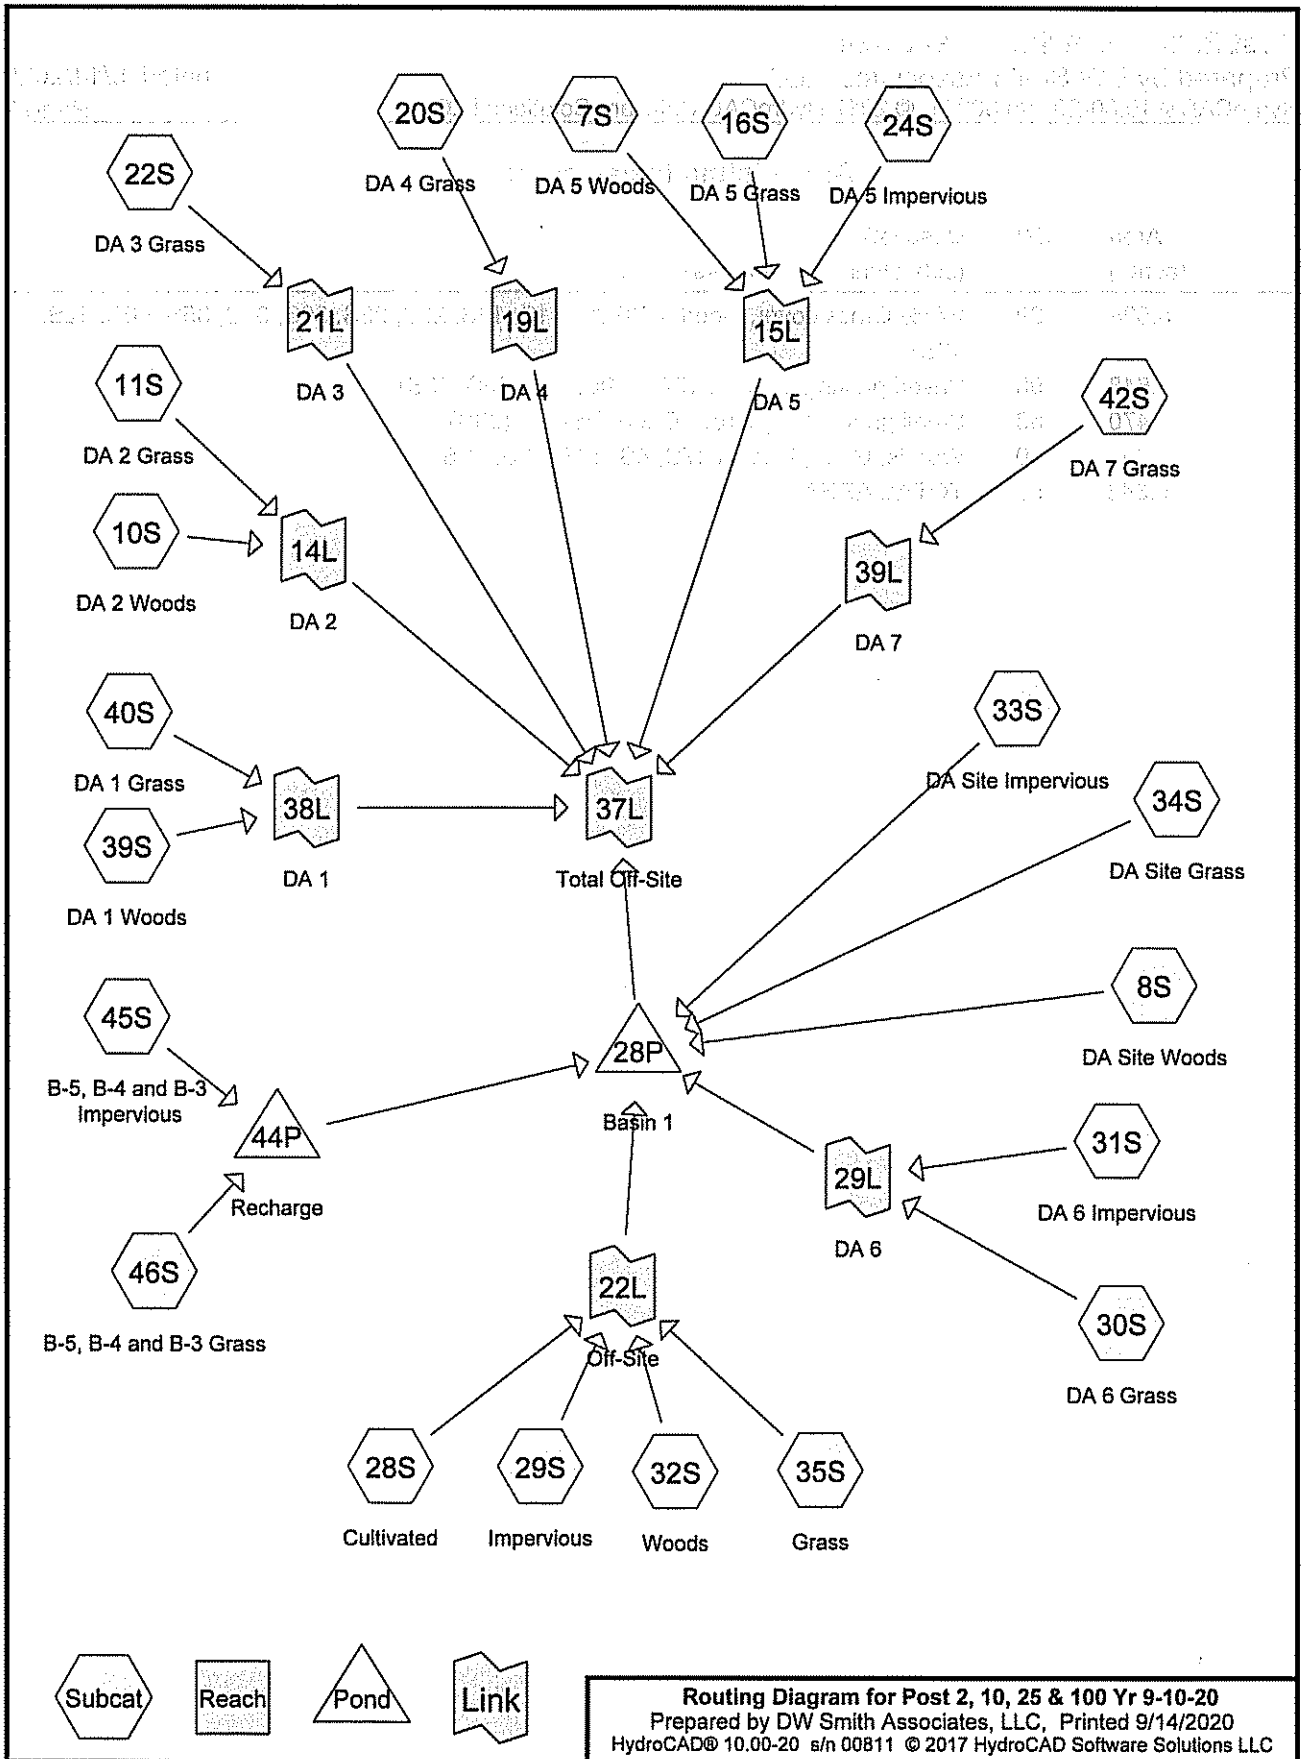 20S
7S
16S
24S
22S
DA 4 Grass
DA 5 Woods
DA 5 Grass
DA 5 Impervious
DA 3 Grass
21L
19L
15L
11S
DA 3
DA 4
DA 5
42S
DA 2 Grass
DA 7 Grass
10S
14L
39L
DA 2 Woods
DA 2
DA 7
40S
33S
DA 1 Grass
DA Site Impervious
38L
37L
34S
39S
DA 1
Total Off-Site
DA Site Grass
DA 1 Woods
45S
8S
28P
DA Site Woods
B-5, B-4 and B-3
Impervious
Basin 1
44P
31S
29L
Recharge
DA 6 Impervious
DA 6
46S
22L
30S
B-5, B-4 and B-3 Grass
Off-Site
DA 6 Grass
28S
29S
32S
35S
Cultivated
Impervious
Woods
Grass
Subcat
Reach
Pond
Link
Routing Diagram for Post 2, 10, 25 & 100 Yr 9-10-20
Prepared by DW Smith Associates, LLC, Printed 9/14/2020
HydroCAD® 10.00-20 s/n 00811 © 2017 HydroCAD Software Solutions LLC